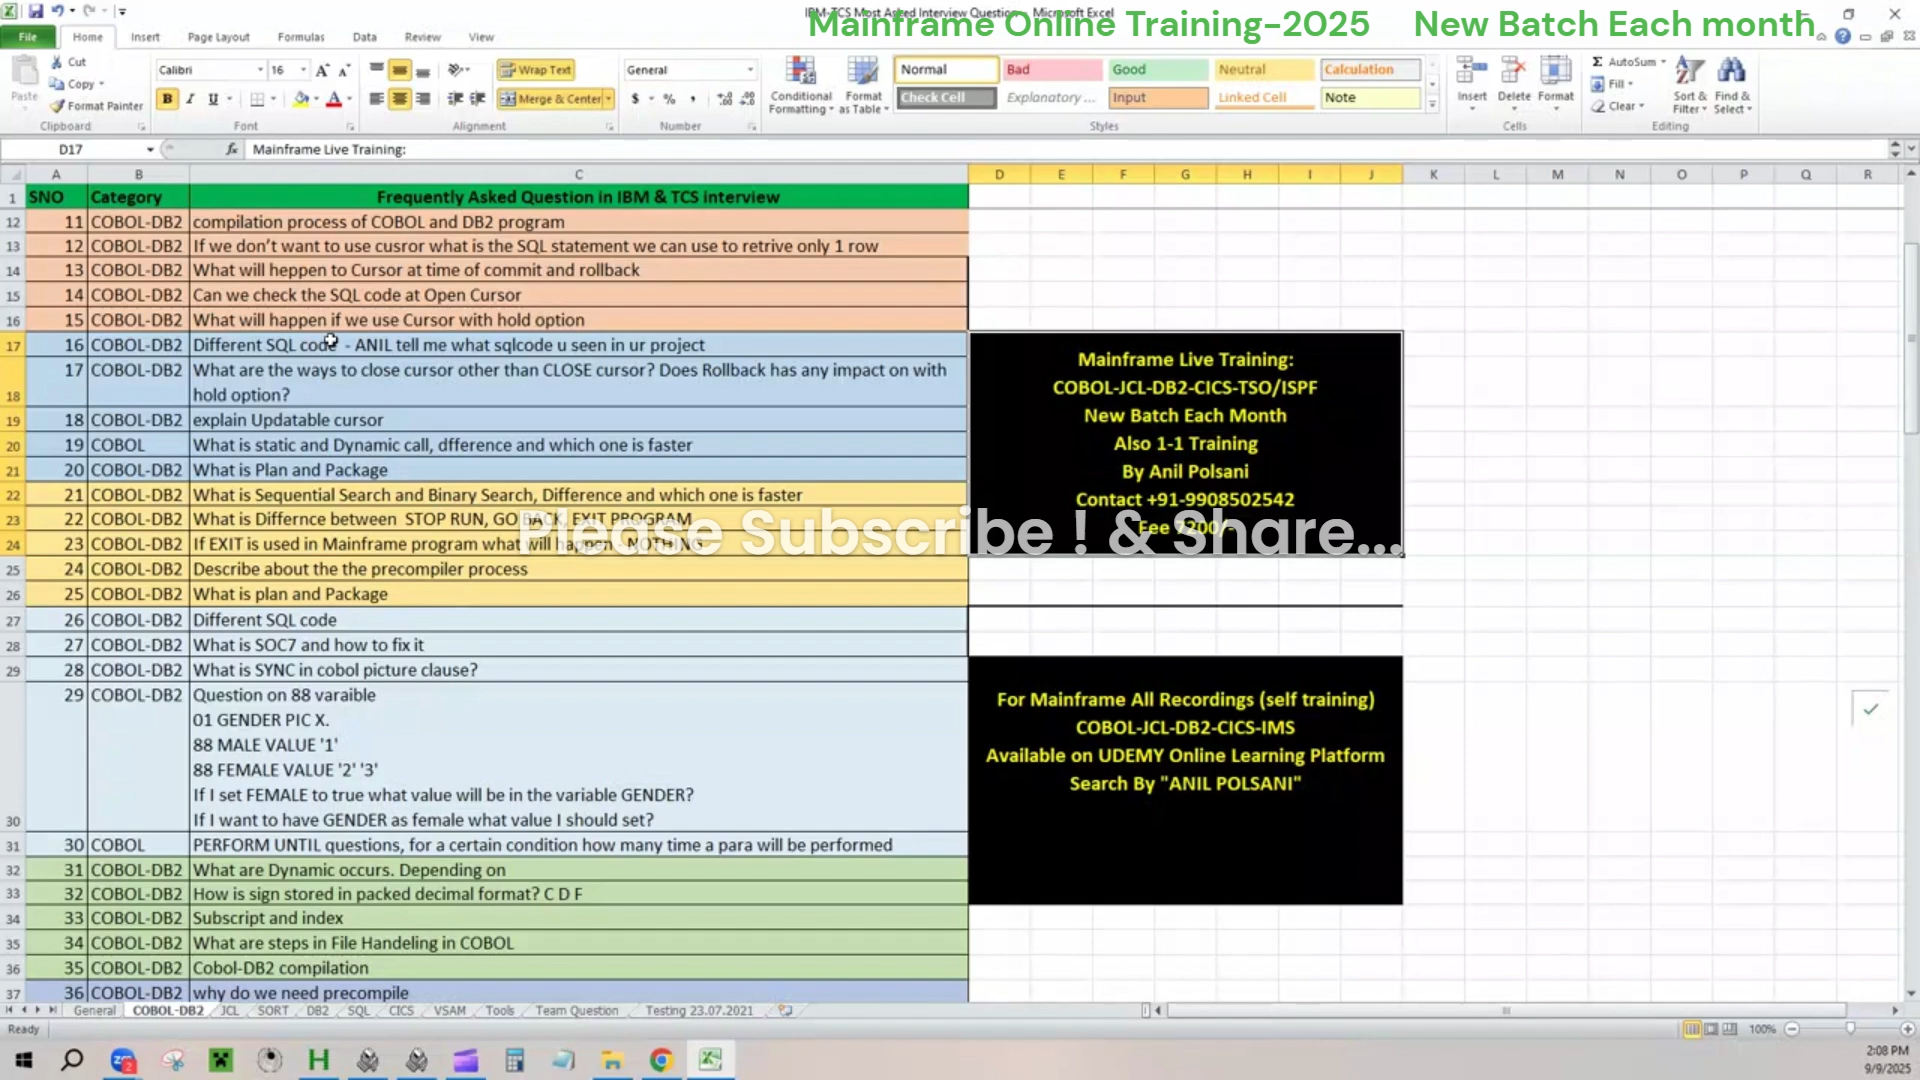 IBM-TCS Most Asked Interview Question - Microsoft Excel
Mainframe Online Training-2025 New Batch Each month
File Home Insert Page Layout Formulas Data Review View
Paste
Cut
Copy
Format Painter
Clipboard
Calibri 16
B I U
Font
Wrap Text
Merge & Center
Alignment
General
$ % ,
Number
Conditional Formatting
Format as Table
Normal Bad Good Neutral Calculation
Check Cell Explanatory ... Input Linked Cell Note
Styles
Insert Delete Format
Cells
Σ AutoSum
Fill
Clear
Sort & Filter
Find & Select
Editing
D17 fx Mainframe Live Training:
A B C D E F G H I J K L M N O P Q R
1 SNO Category Frequently Asked Question in IBM & TCS interview
12 11 COBOL-DB2 compilation process of COBOL and DB2 program
13 12 COBOL-DB2 If we don’t want to use cusror what is the SQL statement we can use to retrive only 1 row
14 13 COBOL-DB2 What will heppen to Cursor at time of commit and rollback
15 14 COBOL-DB2 Can we check the SQL code at Open Cursor
16 15 COBOL-DB2 What will happen if we use Cursor with hold option
17 16 COBOL-DB2 Different SQL code - ANIL tell me what sqlcode u seen in ur project
17 COBOL-DB2 What are the ways to close cursor other than CLOSE cursor? Does Rollback has any impact on with
18 hold option?
19 18 COBOL-DB2 explain Updatable cursor
20 19 COBOL What is static and Dynamic call, dfference and which one is faster
21 20 COBOL-DB2 What is Plan and Package
22 21 COBOL-DB2 What is Sequential Search and Binary Search, Difference and which one is faster
23 22 COBOL-DB2 What is Differnce between STOP RUN, GO BACK, EXIT PROGRAM
24 23 COBOL-DB2 If EXIT is used in Mainframe program what will happen - NOTHING
25 24 COBOL-DB2 Describe about the the precompiler process
26 25 COBOL-DB2 What is plan and Package
27 26 COBOL-DB2 Different SQL code
28 27 COBOL-DB2 What is SOC7 and how to fix it
29 28 COBOL-DB2 What is SYNC in cobol picture clause?
29 COBOL-DB2 Question on 88 varaible
01 GENDER PIC X.
88 MALE VALUE '1'
88 FEMALE VALUE '2' '3'
If I set FEMALE to true what value will be in the variable GENDER?
30 If I want to have GENDER as female what value I should set?
31 30 COBOL PERFORM UNTIL questions, for a certain condition how many time a para will be performed
32 31 COBOL-DB2 What are Dynamic occurs. Depending on
33 32 COBOL-DB2 How is sign stored in packed decimal format? C D F
34 33 COBOL-DB2 Subscript and index
35 34 COBOL-DB2 What are steps in File Handeling in COBOL
36 35 COBOL-DB2 Cobol-DB2 compilation
37 36 COBOL-DB2 why do we need precompile
Mainframe Live Training:
COBOL-JCL-DB2-CICS-TSO/ISPF
New Batch Each Month
Also 1-1 Training
By Anil Polsani
Contact +91-9908502542
Fee 7200/-
Please Subscribe ! & Share...
For Mainframe All Recordings (self training)
COBOL-JCL-DB2-CICS-IMS
Available on UDEMY Online Learning Platform
Search By "ANIL POLSANI"
General COBOL-DB2 JCL SORT DB2 SQL CICS VSAM Tools Team Question Testing 23.07.2021
Ready 100%
2:08 PM
9/9/2025